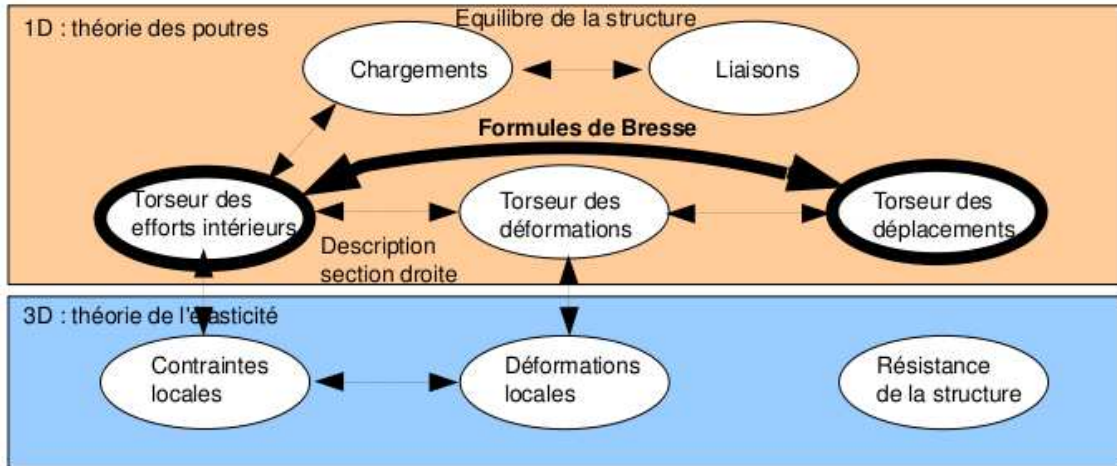 Equilibre de la structure
1D : théorie des poutres
Chargements
Liaisons
Formules de Bresse
Torseur des
efforts intérieurs
Torseur des
déformations
Torseur des
déplacements
Description
section droite
3D : théorie de l'élasticité
Contraintes
locales
Déformations
locales
Résistance
de la structure